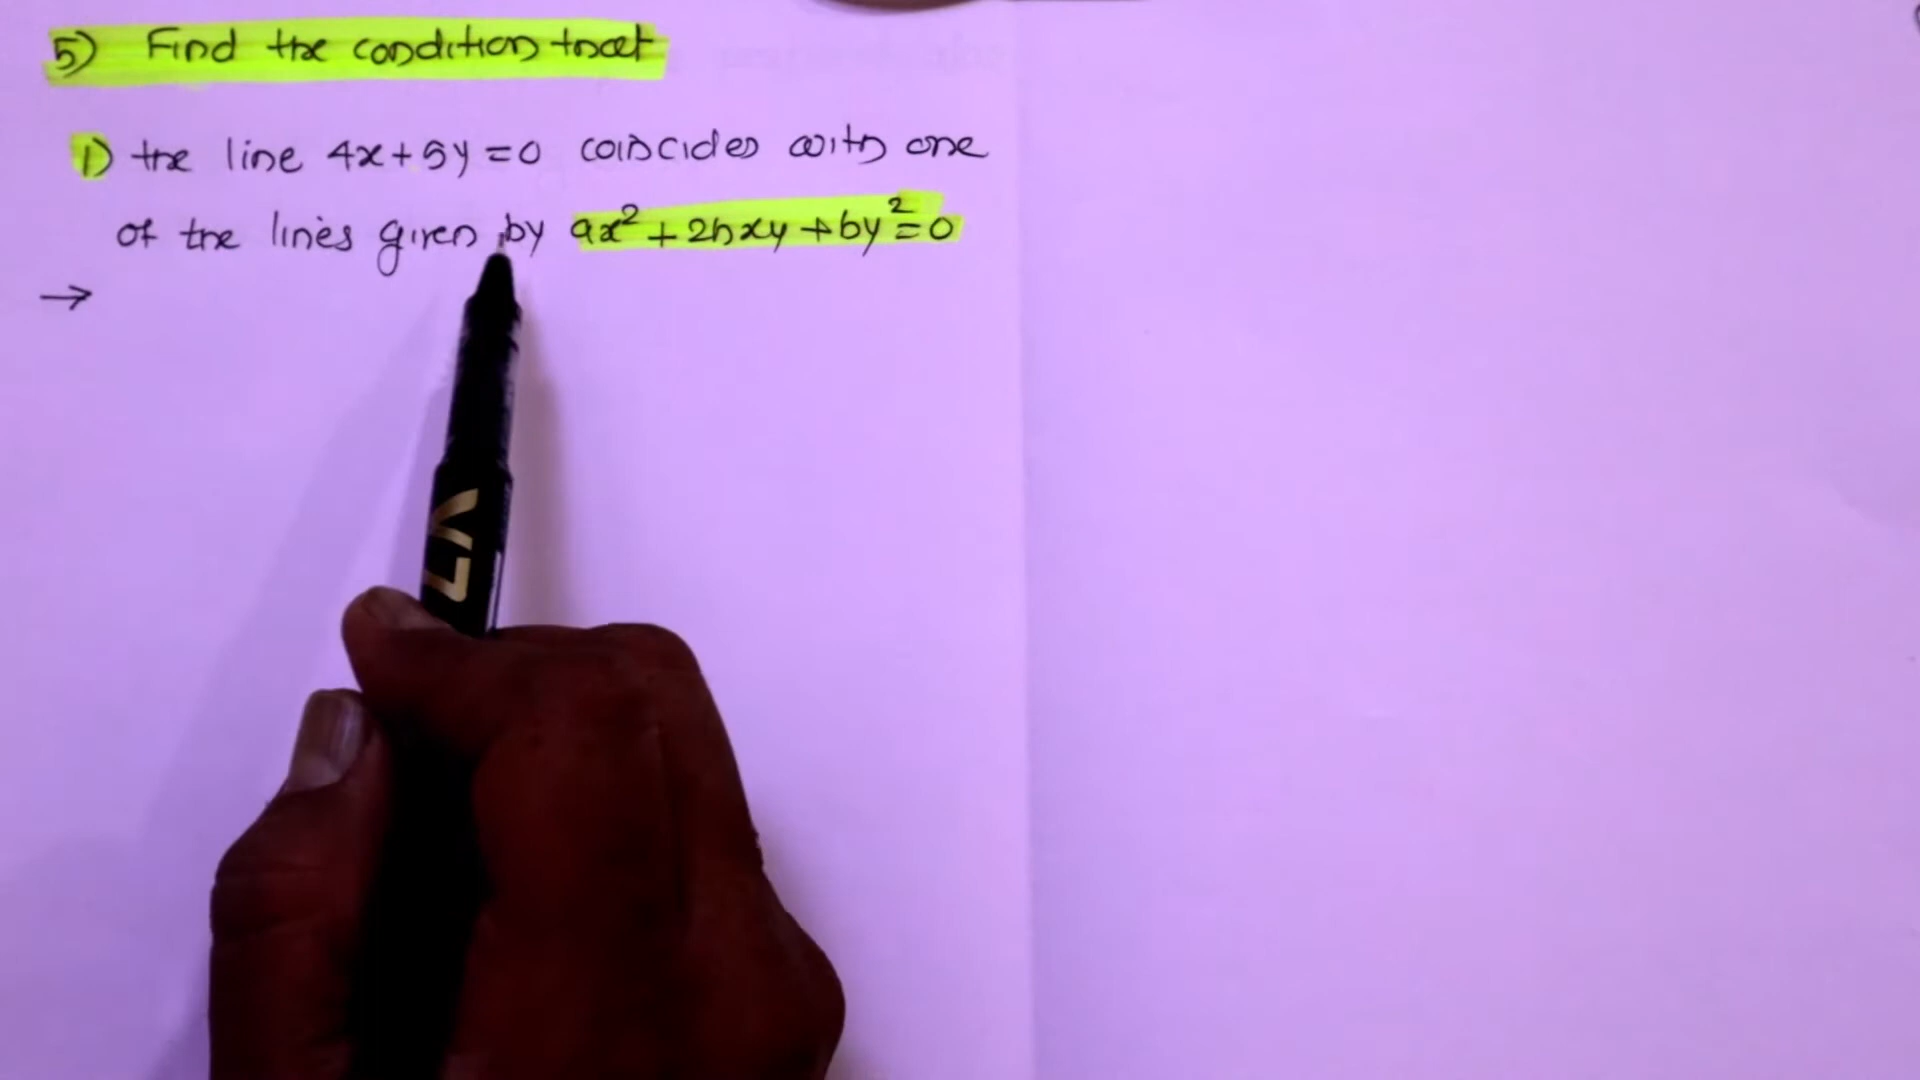 5) Find the condition that
1) the line 4x+5y=0 coincides with one
of the lines given by ax²+2hxy+by²=0
→
V7